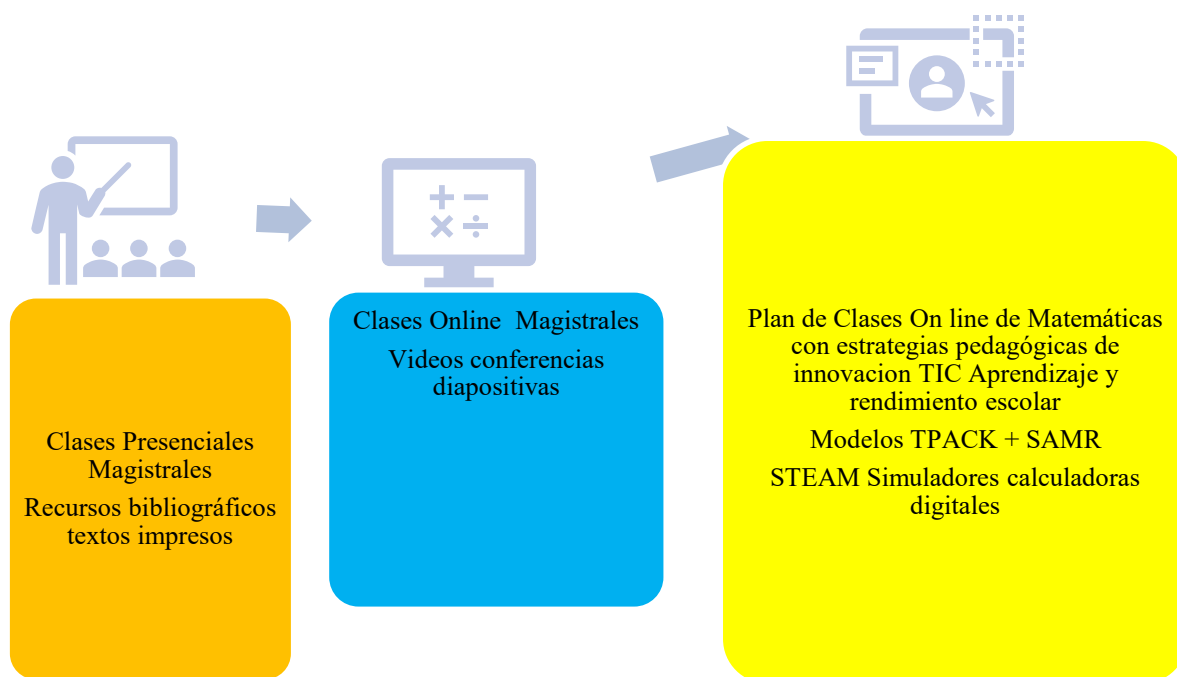 Clases Presenciales
Magistrales
Recursos bibliográficos
textos impresos
Clases Online  Magistrales
Videos conferencias
diapositivas
Plan de Clases On line de Matemáticas
con estrategias pedagógicas de
innovacion TIC Aprendizaje y
rendimiento escolar
Modelos TPACK + SAMR
STEAM Simuladores calculadoras
digitales